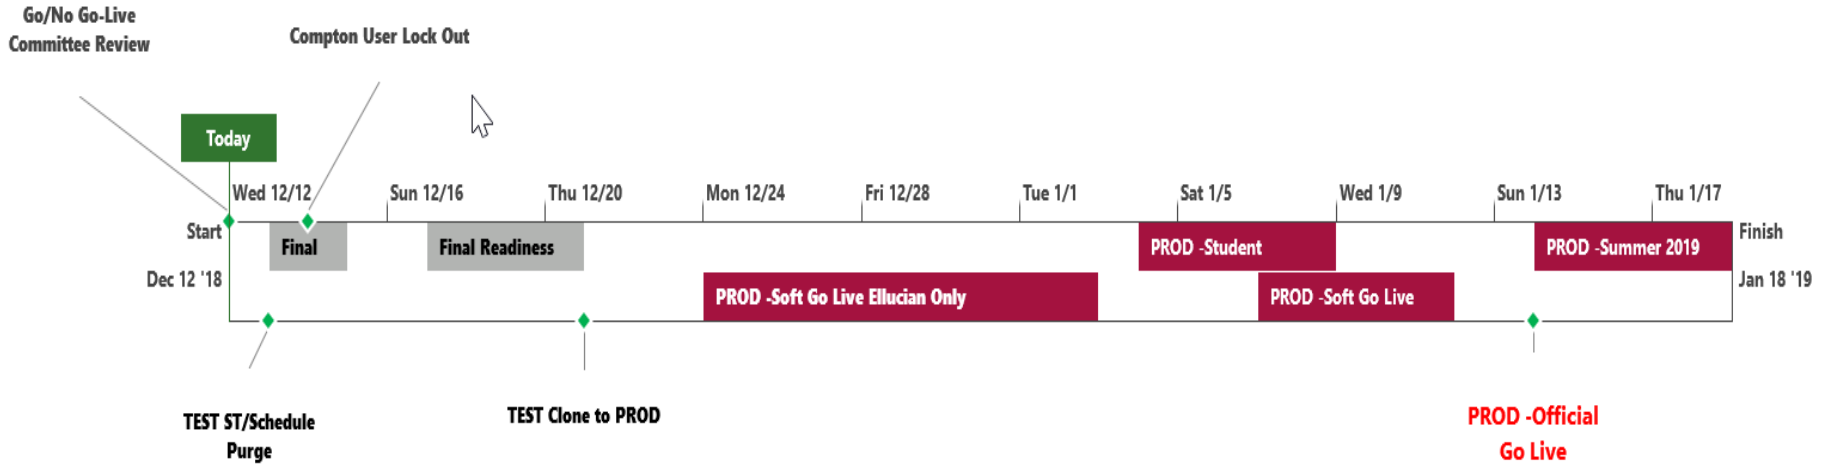 Go/No Go-Live
Committee Review
Compton User Lock Out
Today
Wed 12/12
Sun 12/16
Thu 12/20
Mon 12/24
Fri 12/28
Tue 1/1
Sat 1/5
Wed 1/9
Sun 1/13
Thu 1/17
Start
Dec 12 '18
Final
Final Readiness
PROD -Student
PROD -Summer 2019
Finish
Jan 18 '19
PROD -Soft Go Live Ellucian Only
PROD -Soft Go Live
TEST ST/Schedule
Purge
TEST Clone to PROD
PROD -Official
Go Live